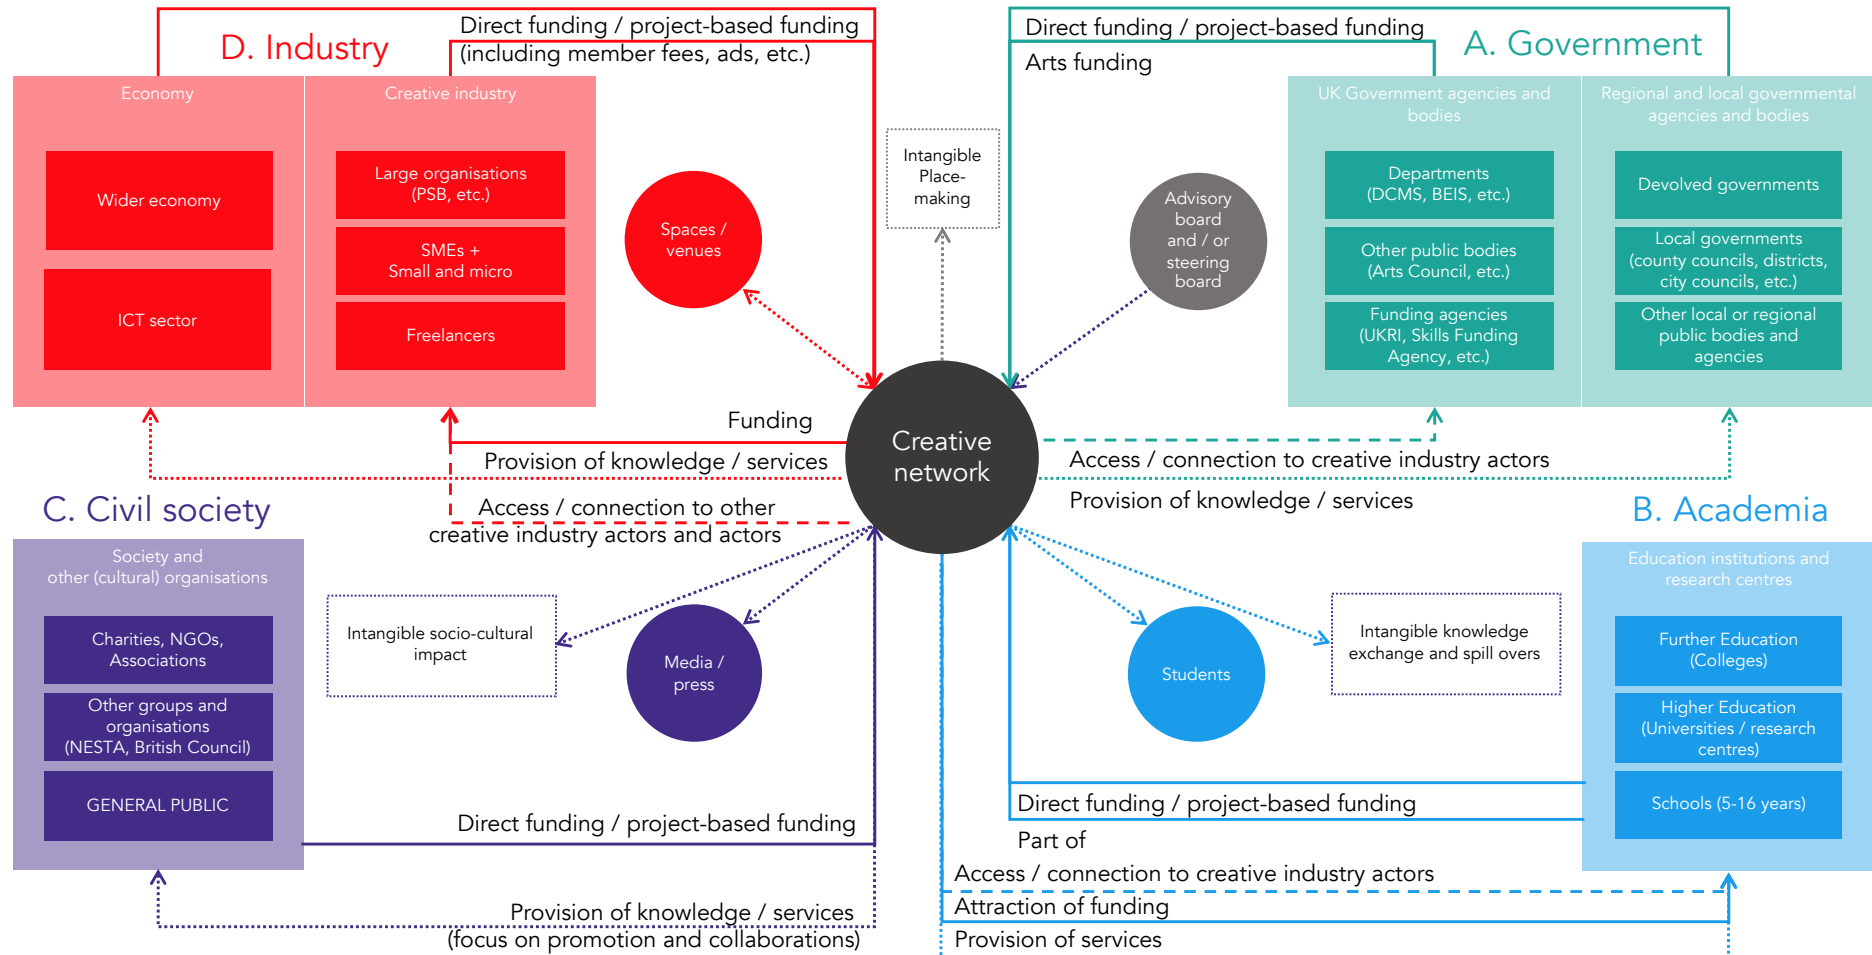 D. Industry
Direct funding / project-based funding
(including member fees, ads, etc.)
Economy
Creative industry
Wider economy
ICT sector
Large organisations
(PSB, etc.)
SMEs +
Small and micro
Freelancers
Spaces /
venues
Intangible
Place-
making
Direct funding / project-based funding
Arts funding
A. Government
UK Government agencies and
bodies
Regional and local governmental
agencies and bodies
Advisory
board
and / or
steering
board
Departments
(DCMS, BEIS, etc.)
Other public bodies
(Arts Council, etc.)
Funding agencies
(UKRI, Skills Funding
Agency, etc.)
Devolved governments
Local governments
(county councils, districts,
city councils, etc.)
Other local or regional
public bodies and
agencies
Funding
Provision of knowledge / services
Access / connection to other
creative industry actors and actors
Creative
network
Access / connection to creative industry actors
Provision of knowledge / services
C. Civil society
Society and
other (cultural) organisations
Charities, NGOs,
Associations
Other groups and
organisations
(NESTA, British Council)
GENERAL PUBLIC
Intangible socio-cultural
impact
Media /
press
Direct funding / project-based funding
Provision of knowledge / services
(focus on promotion and collaborations)
B. Academia
Education institutions and
research centres
Students
Intangible knowledge
exchange and spill overs
Further Education
(Colleges)
Higher Education
(Universities / research
centres)
Schools (5-16 years)
Direct funding / project-based funding
Part of
Access / connection to creative industry actors
Attraction of funding
Provision of services